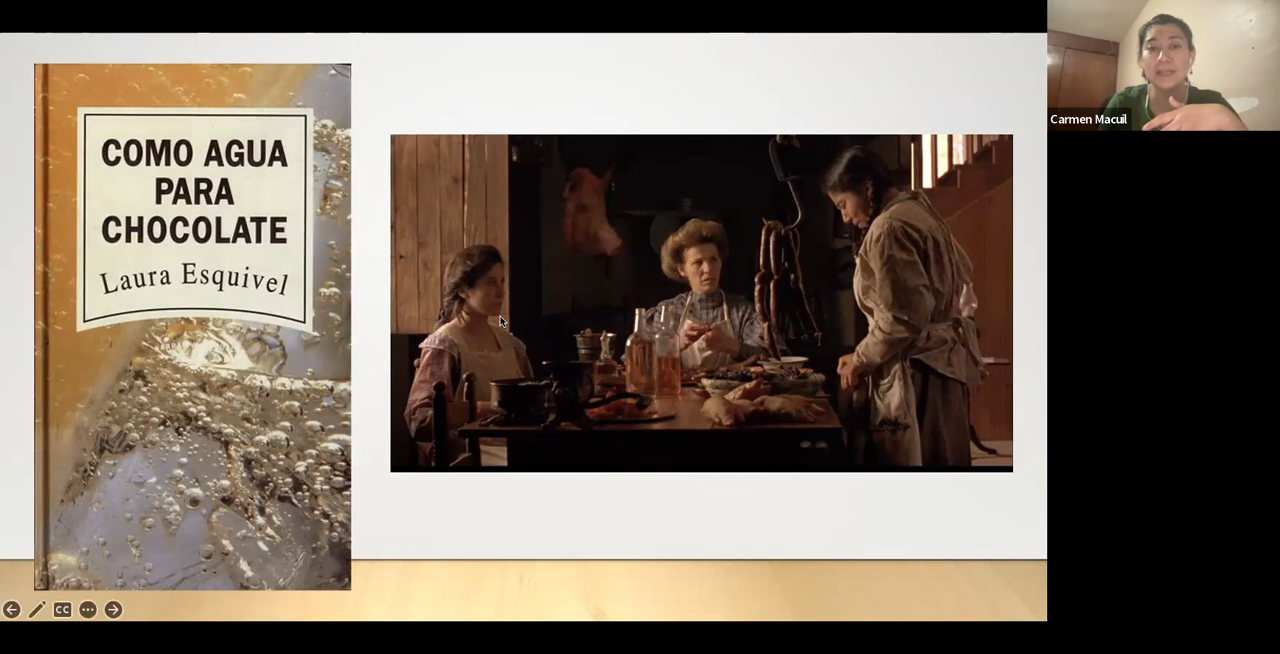 COMO AGUA
PARA
CHOCOLATE
Laura Esquivel
Carmen Macuil
CC